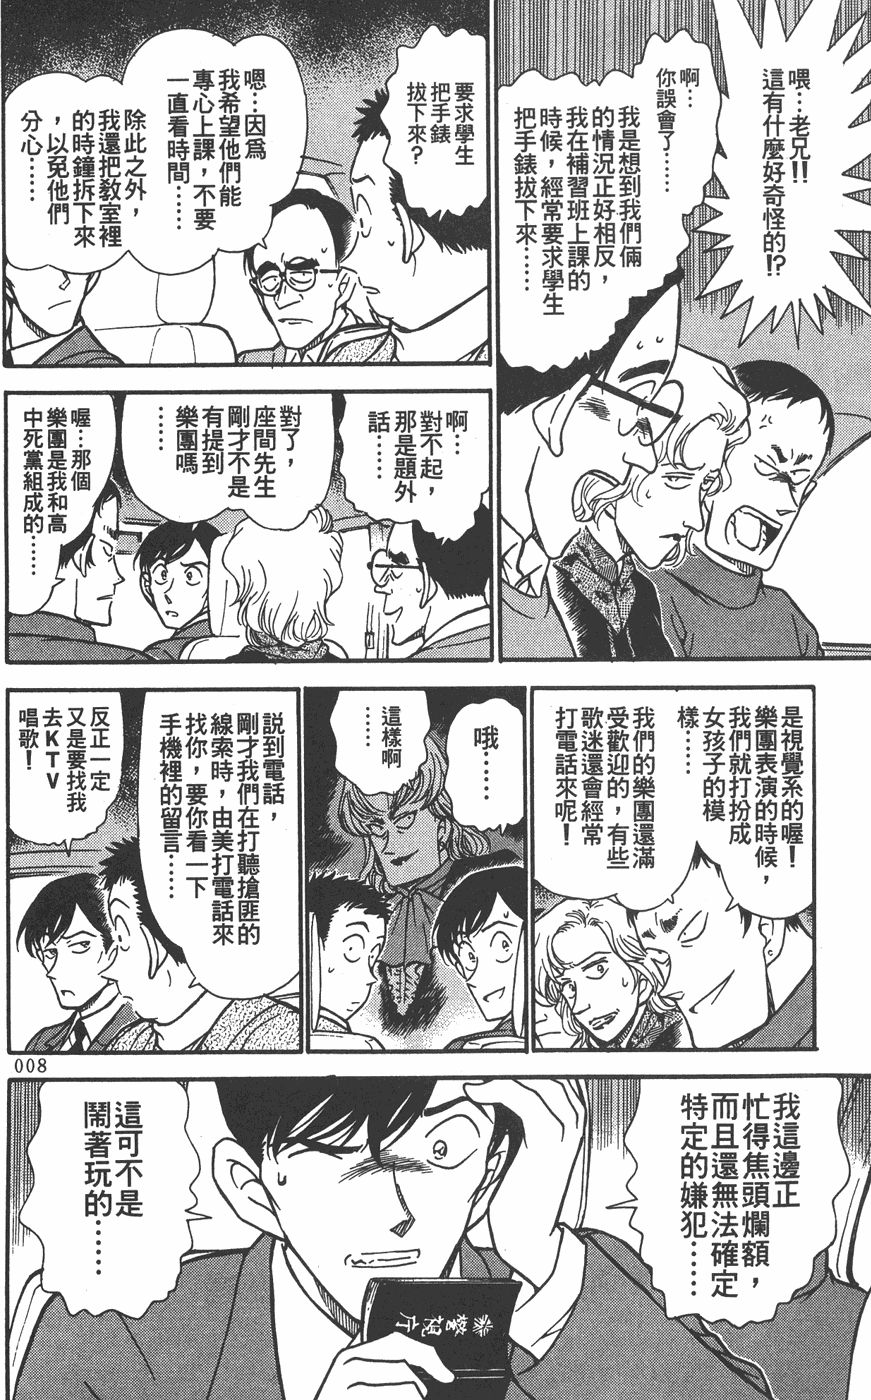 喂…老兄!!
這有什麼好奇怪的!?
啊…
你誤會了……
我是想到我們倆
的情況正好相反，
我在補習班上課的
時候，經常要求學生
把手錶拔下來……
要求學生
把手錶
拔下來?
嗯…因為
我希望他們能
專心上課，不要
一直看時間……
除此之外，
我還把教室裡
的時鐘拆下來
，以免他們
分心……
啊…
對不起，
那是題外
話……
對了，
座間先生
剛才不是
有提到
樂團嗎
……
喔…那個
樂團是我和高
中死黨組成的……
是視覺系的喔!
樂團表演的時候，
我們就打扮成
女孩子的模
樣……
我們的樂團還滿
受歡迎的，有些
歌迷還會經常
打電話來呢!
哦…
這樣啊
……
說到電話，
剛才我們在打聽搶匪的
線索時，由美打電話來
找你，要你看一下
手機裡的留言……
反正一定
又是要找我
去KTV
唱歌!
008
我這邊正
忙得焦頭爛額，
而且還無法確定
特定的嫌犯……
這可不是
鬧著玩的……
警視庁